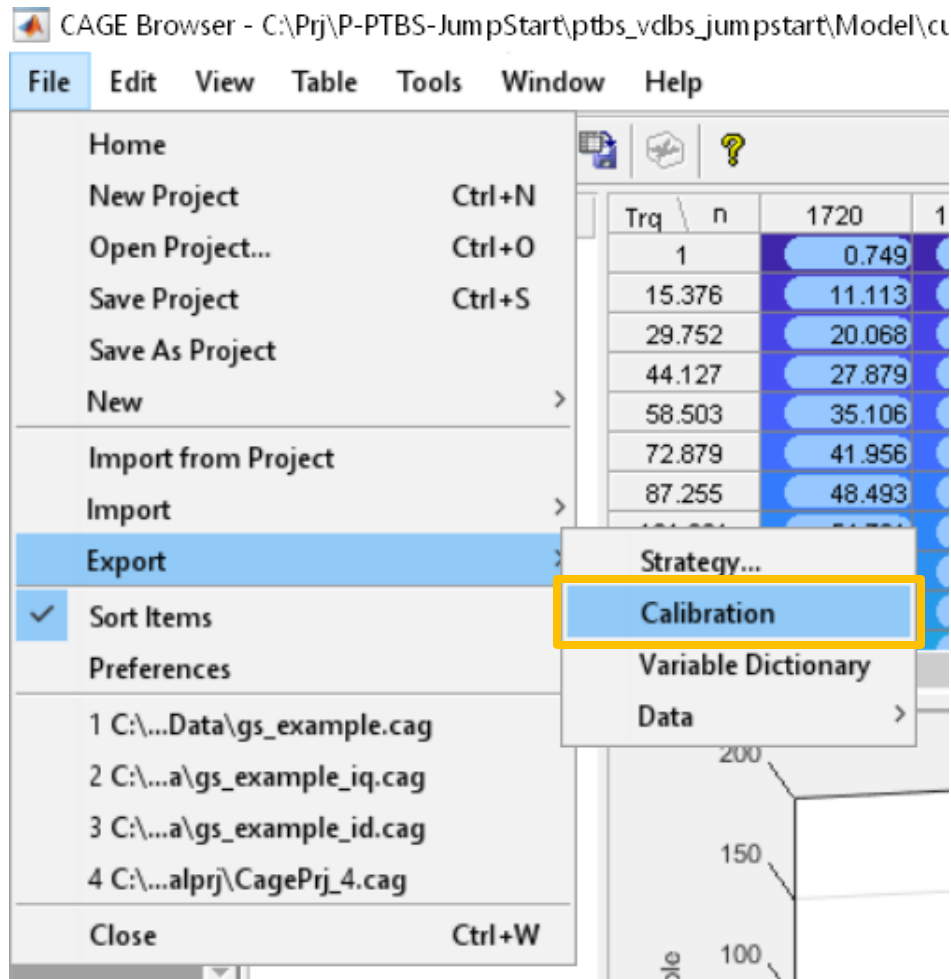 CAGE Browser - C:\Prj\P-PTBS-JumpStart\ptbs_vdbs_jumpstart\Model\cu
File Edit View Table Tools Window Help
Home
New Project Ctrl+N
Open Project... Ctrl+O
Save Project Ctrl+S
Save As Project
New
Import from Project
Import
Export
Sort Items
Preferences
1 C:\...Data\gs_example.cag
2 C:\...a\gs_example_iq.cag
3 C:\...a\gs_example_id.cag
4 C:\...alprj\CagePrj_4.cag
Close Ctrl+W
Trq \ n 1720 1
1 0.749
15.376 11.113
29.752 20.068
44.127 27.879
58.503 35.106
72.879 41.956
87.255 48.493
Strategy...
Calibration
Variable Dictionary
Data
200
150
100